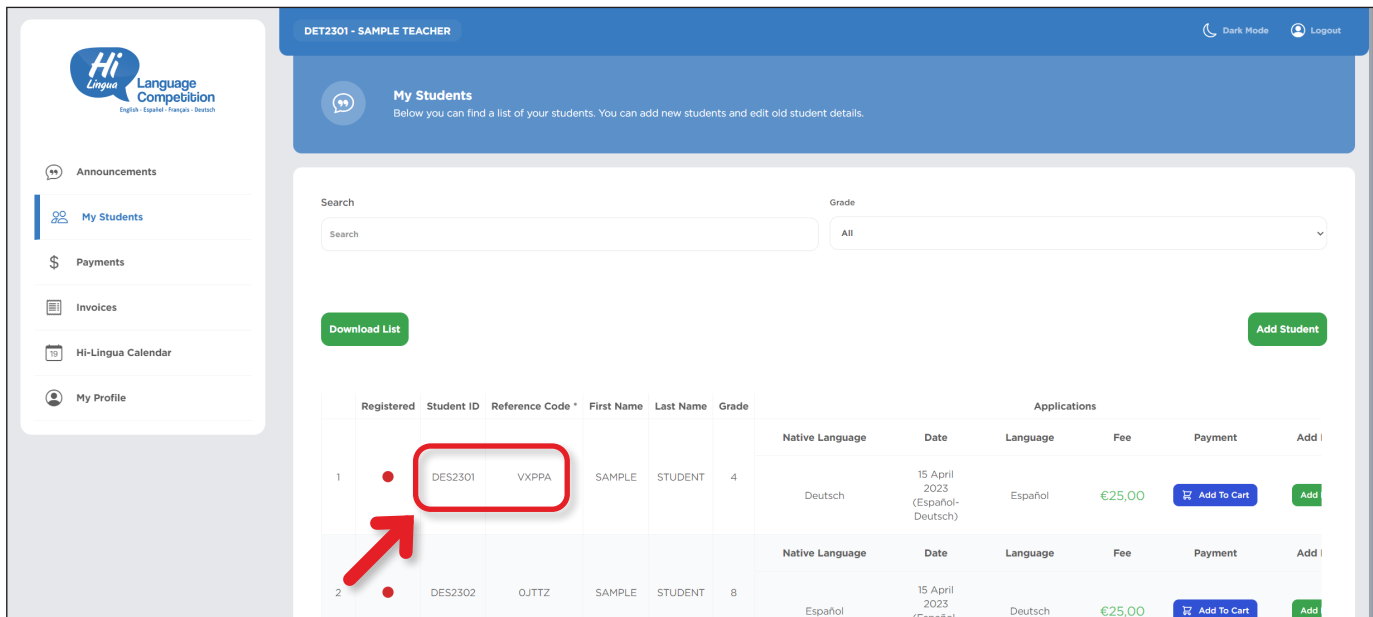 DET2301 - SAMPLE TEACHER
Dark Mode
Logout
Hi
Lingua
Language
Competition
English - Español - Français - Deutsch
My Students
Below you can find a list of your students. You can add new students and edit old student details.
Announcements
My Students
Payments
Invoices
19 Hi-Lingua Calendar
My Profile
Search
Grade
Search
All
Download List
Add Student
Registered Student ID Reference Code * First Name Last Name Grade Applications
Native Language Date Language Fee Payment Add
1 DES2301 VXPPA SAMPLE STUDENT 4 Deutsch 15 April
2023
(Español-
Deutsch)
Español €25,00 Add To Cart Add
Native Language Date Language Fee Payment Add
2 DES2302 0JTTZ SAMPLE STUDENT 8 Español 15 April
2023
Deutsch €25,00 Add To Cart Add